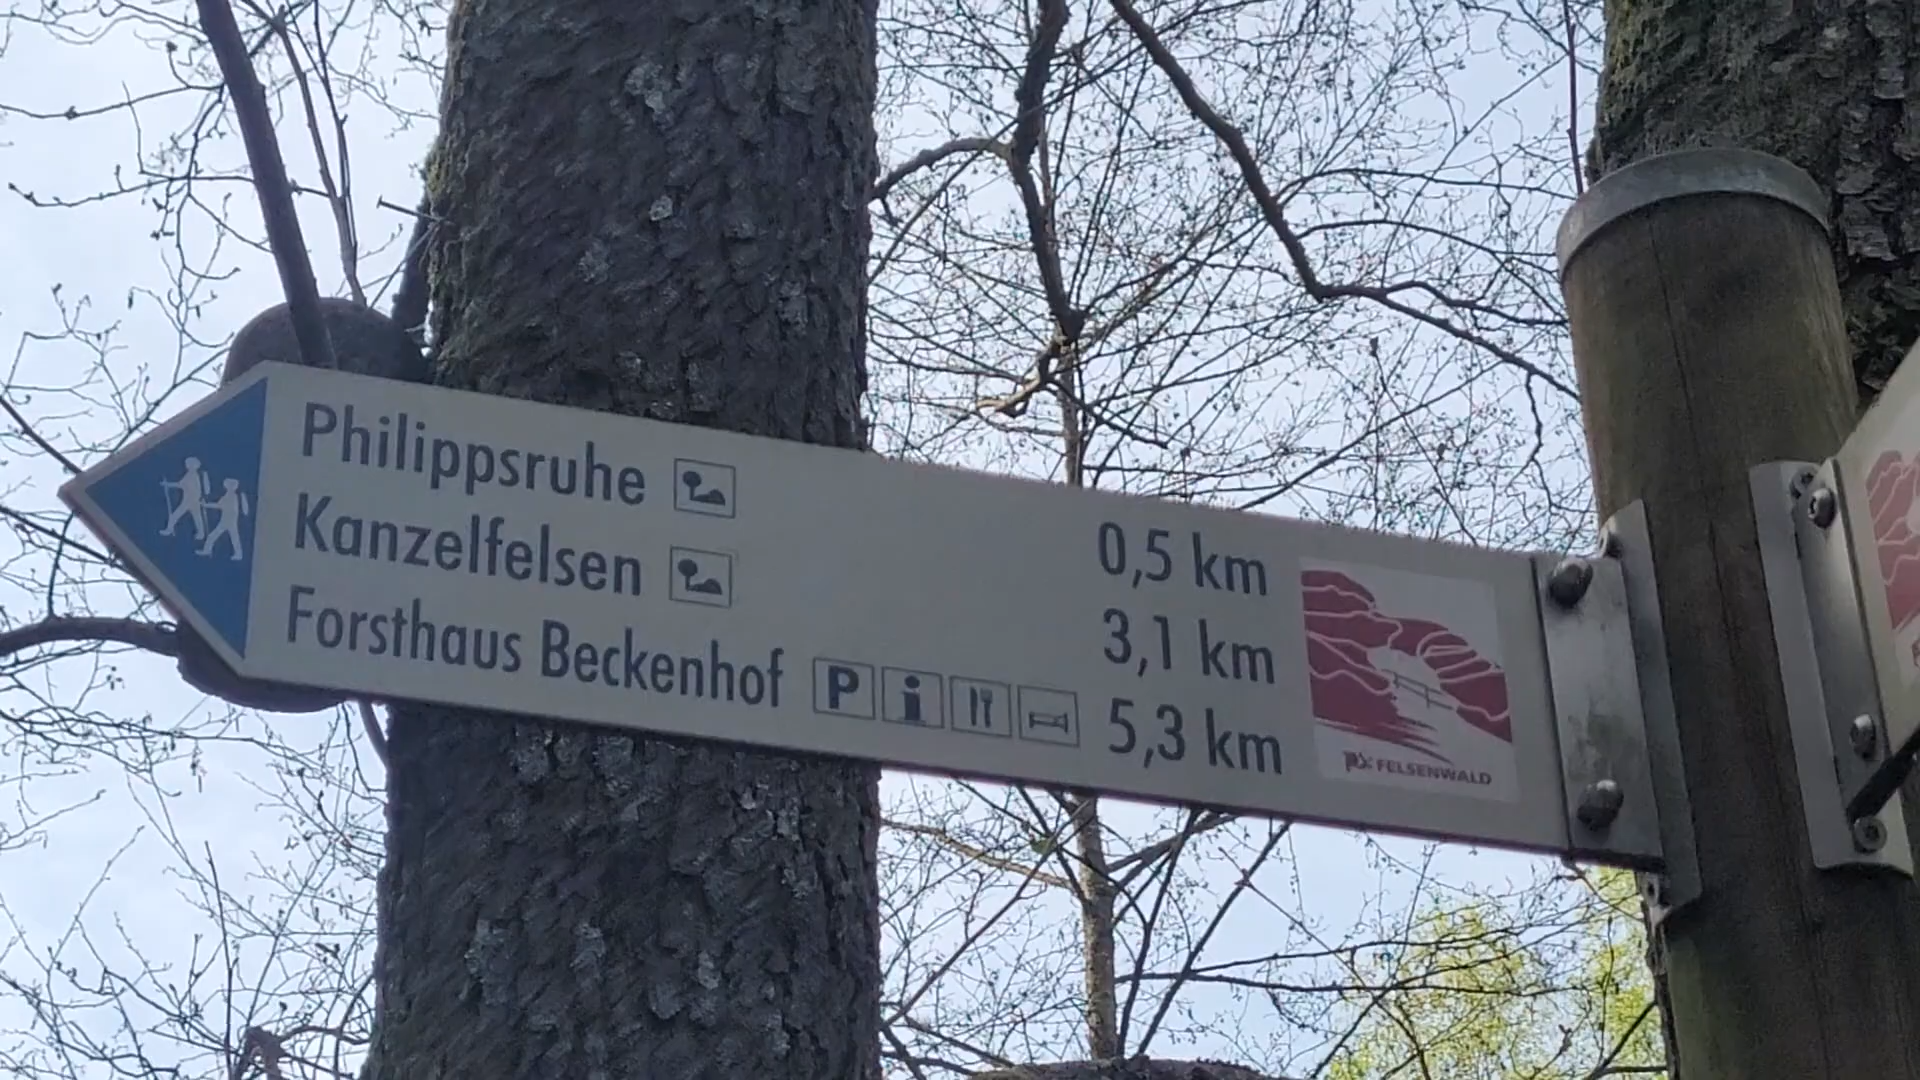 Philippsruhe 0,5 km
Kanzelfelsen 3,1 km
Forsthaus Beckenhof P i 5,3 km
FELSENWALD